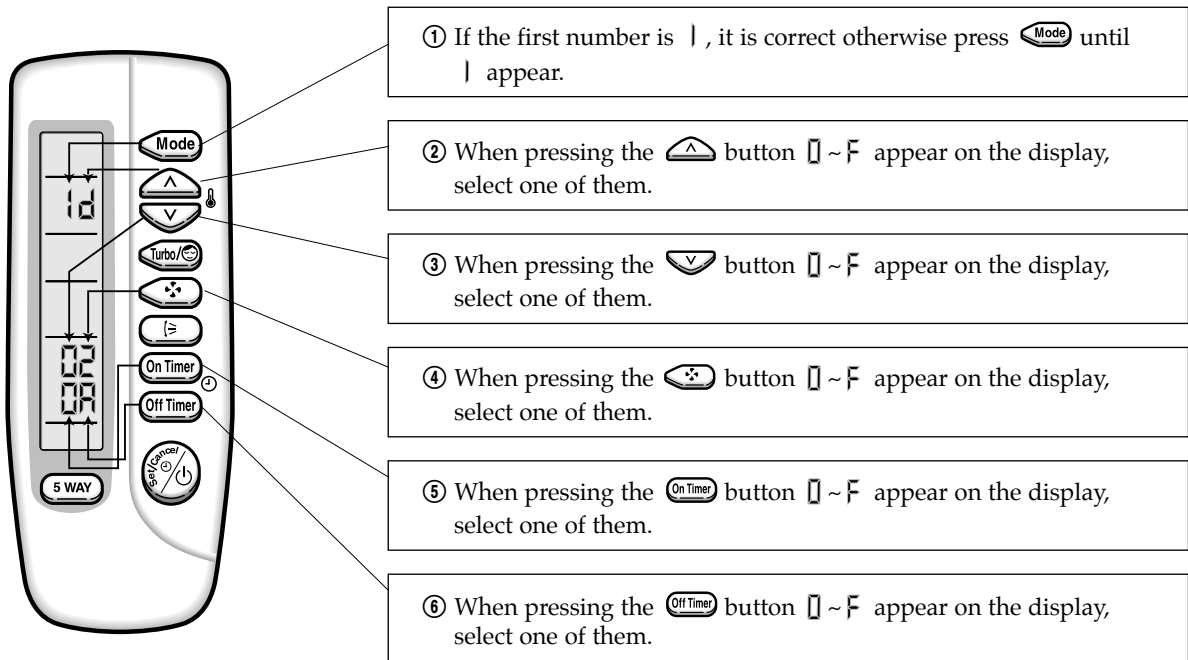 Mode
1d
Turbo/
02
On Timer
0A
Off Timer
Set/Cancel
5 WAY
① If the first number is 1 , it is correct otherwise press Mode until
1 appear.
② When pressing the ∧ button 0 ~ F appear on the display,
select one of them.
③ When pressing the ∨ button 0 ~ F appear on the display,
select one of them.
④ When pressing the button 0 ~ F appear on the display,
select one of them.
⑤ When pressing the On Timer button 0 ~ F appear on the display,
select one of them.
⑥ When pressing the Off Timer button 0 ~ F appear on the display,
select one of them.